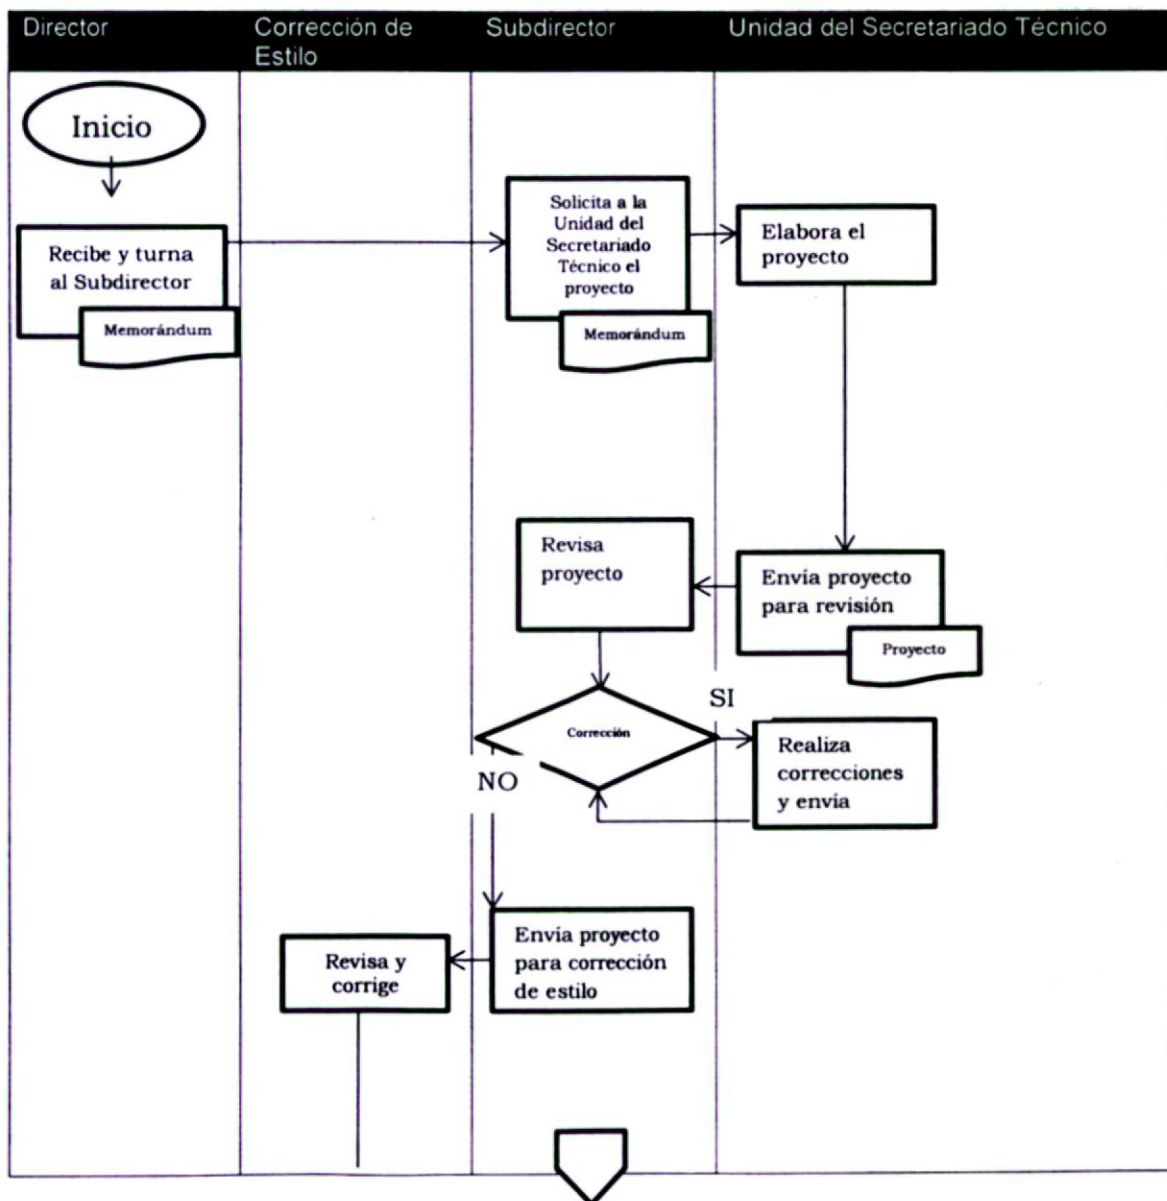 Director
Corrección de
Estilo
Subdirector
Unidad del Secretariado Técnico
Inicio
Recibe y turna
al Subdirector
Memorándum
Solicita a la
Unidad del
Secretariado
Técnico el
proyecto
Memorándum
Elabora el
proyecto
Revisa
proyecto
Envía proyecto
para revisión
Proyecto
SI
Corrección
NO
Realiza
correcciones
y envía
Envía proyecto
para corrección
de estilo
Revisa y
corrige